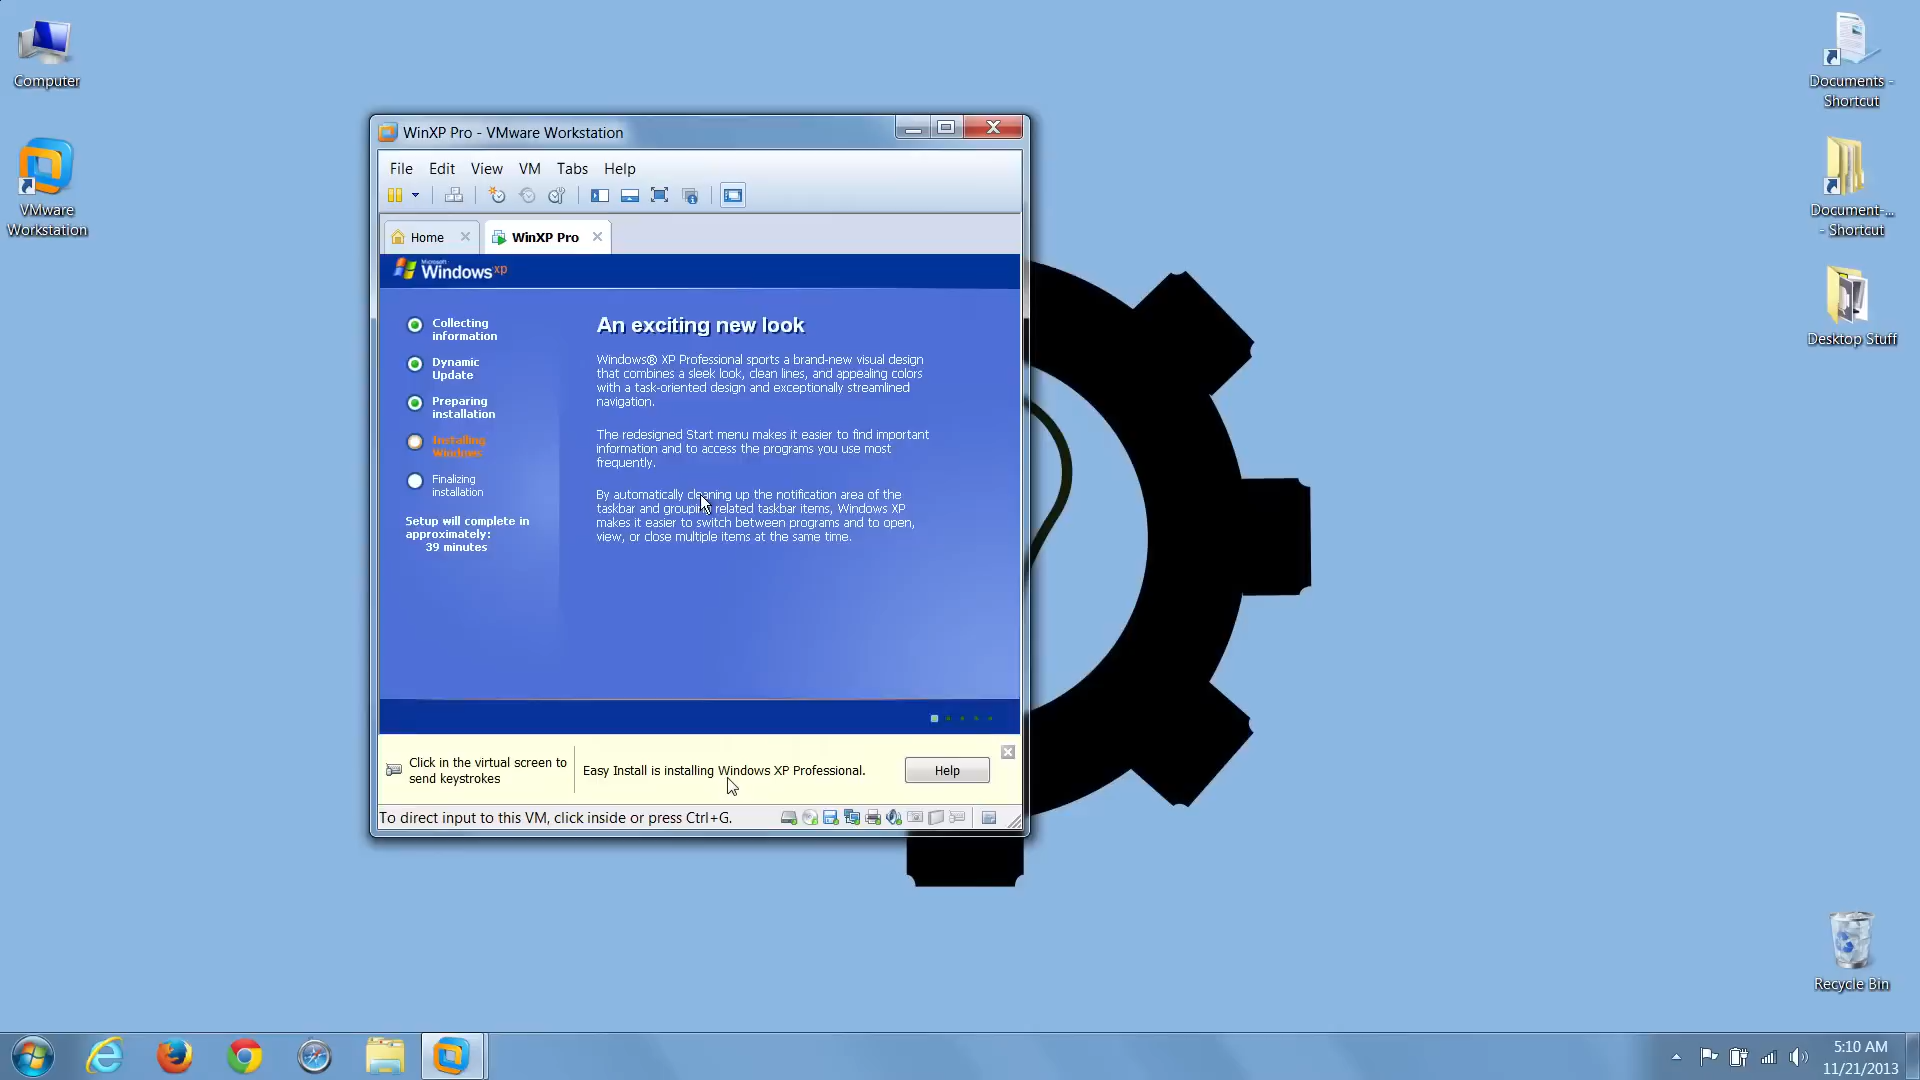 Computer
VMware
Workstation
Documents -
Shortcut
Document-...
- Shortcut
Desktop Stuff
Recycle Bin
WinXP Pro - VMware Workstation
File Edit View VM Tabs Help
Home
WinXP Pro
Microsoft
Windows xp
Collecting
information
Dynamic
Update
Preparing
installation
Installing
Windows
Finalizing
installation
Setup will complete in
approximately:
39 minutes
An exciting new look
Windows® XP Professional sports a brand-new visual design
that combines a sleek look, clean lines, and appealing colors
with a task-oriented design and exceptionally streamlined
navigation.
The redesigned Start menu makes it easier to find important
information and to access the programs you use most
frequently.
By automatically cleaning up the notification area of the
taskbar and grouping related taskbar items, Windows XP
makes it easier to switch between programs and to open,
view, or close multiple items at the same time.
Click in the virtual screen to
send keystrokes
Easy Install is installing Windows XP Professional.
Help
To direct input to this VM, click inside or press Ctrl+G.
5:10 AM
11/21/2013